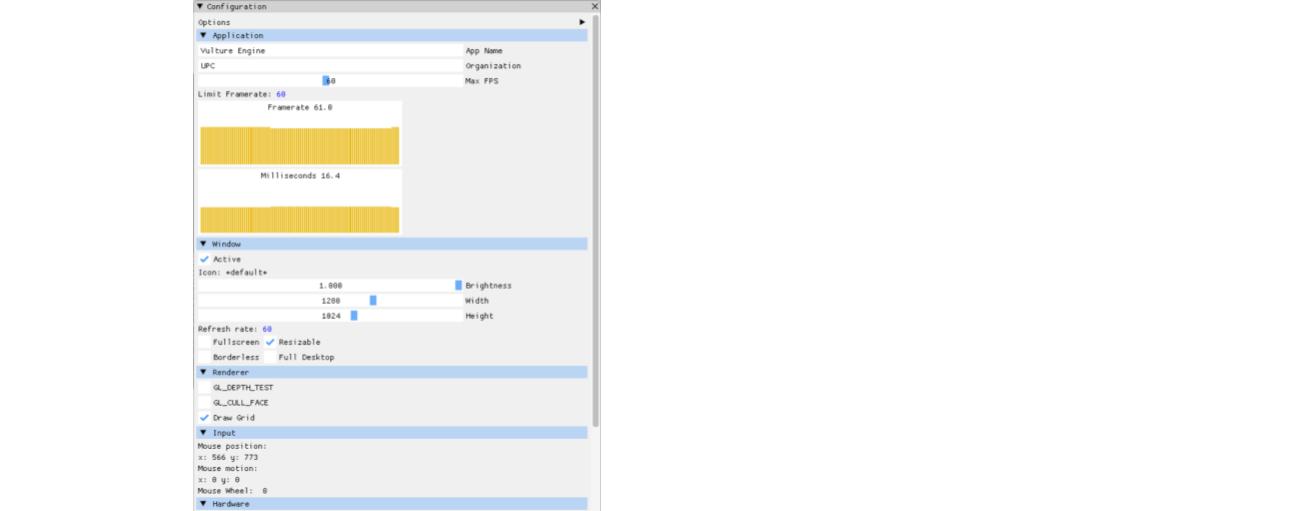 Configuration
Options
Application
Vulture Engine App Name
UPC Organization
60 Max FPS
Limit Framerate: 60
Framerate 61.0
Milliseconds 16.4
Window
Active
Icon: *default*
1.000 Brightness
1280 Width
1024 Height
Refresh rate: 60
Fullscreen Resizable
Borderless Full Desktop
Renderer
GL_DEPTH_TEST
GL_CULL_FACE
Draw Grid
Input
Mouse position:
x: 566 y: 773
Mouse motion:
x: 0 y: 0
Mouse Wheel: 0
Hardware